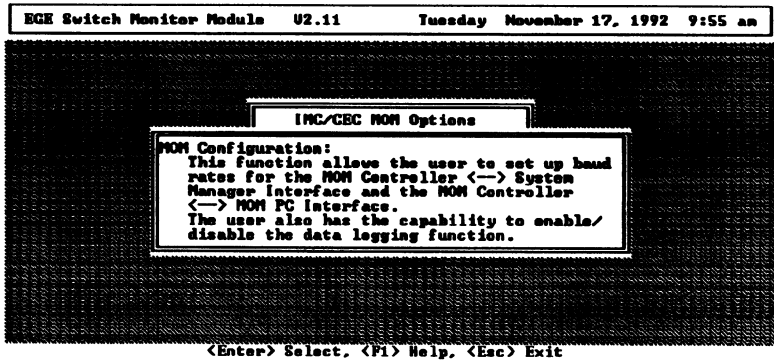 EGE Switch Monitor Module V2.11 Tuesday November 17, 1992 9:55 am
IMC/CEC MOM Options
MOM Configuration:
This function allows the user to set up baud
rates for the MOM Controller <—> System
Manager Interface and the MOM Controller
<—> MOM PC Interface.
The user also has the capability to enable/
disable the data logging function.
<Enter> Select, <F1> Help, <Esc> Exit